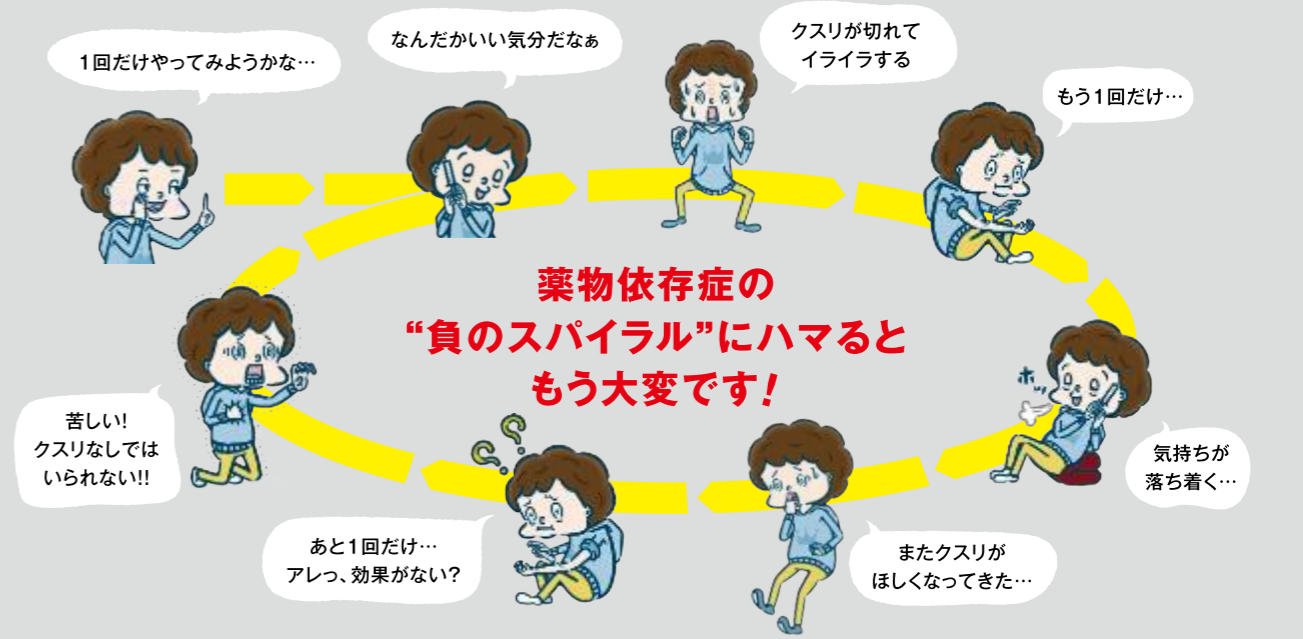 1回だけやってみようかな…
なんだかいい気分だなぁ
クスリが切れて
イライラする
もう1回だけ…
薬物依存症の
“負のスパイラル”にハマると
もう大変です!
ホッ
気持ちが
落ち着く…
またクスリが
ほしくなってきた…
あと1回だけ…
アレっ、効果がない?
苦しい!
クスリなしでは
いられない!!